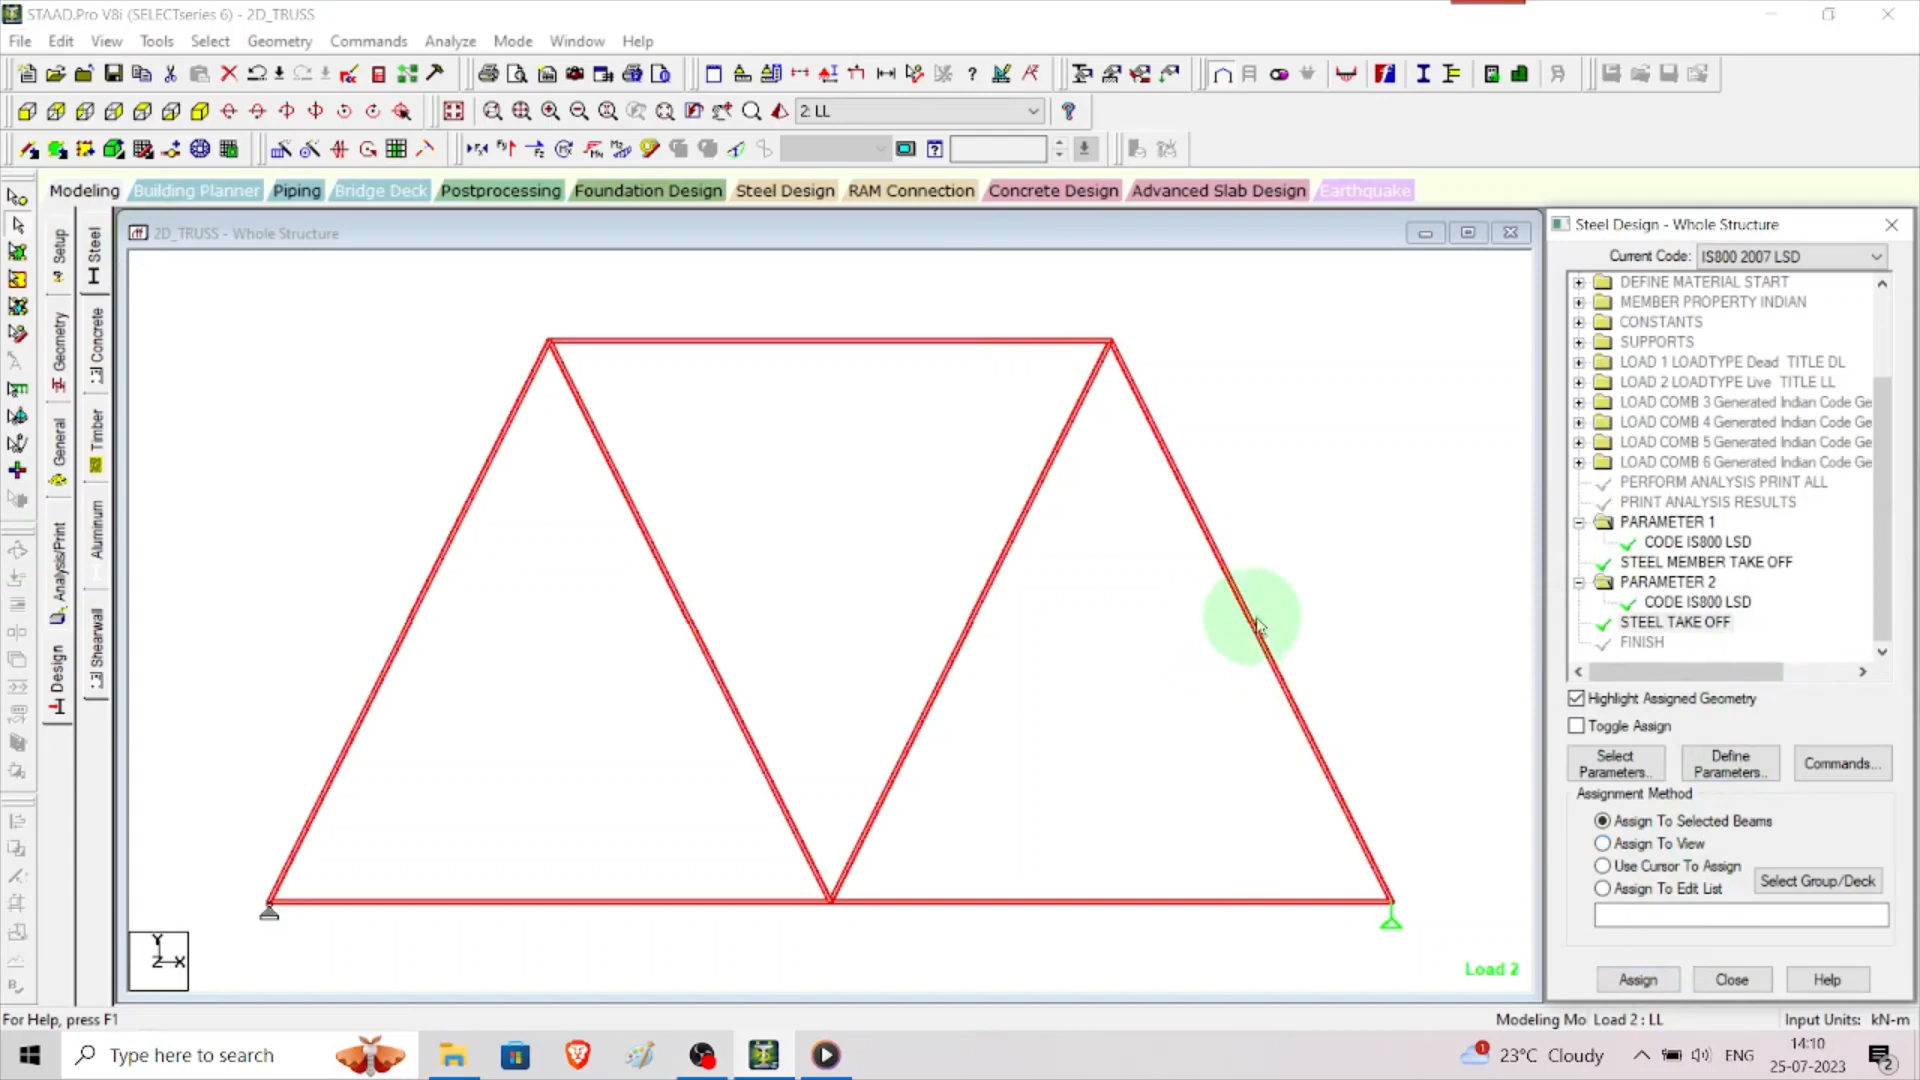 STAAD.Pro V8i (SELECTseries 6) - 2D_TRUSS
File Edit View Tools Select Geometry Commands Analyze Mode Window Help
2: LL
Modeling Building Planner Piping Bridge Deck Postprocessing Foundation Design Steel Design RAM Connection Concrete Design Advanced Slab Design Earthquake
Setup
Geometry
General
Analysis/Print
Design
Steel
Concrete
Timber
Aluminum
Shearwall
2D_TRUSS - Whole Structure
Y
Z X
Load 2
Steel Design - Whole Structure
Current Code: IS800 2007 LSD
DEFINE MATERIAL START
MEMBER PROPERTY INDIAN
CONSTANTS
SUPPORTS
LOAD 1 LOADTYPE Dead TITLE DL
LOAD 2 LOADTYPE Live TITLE LL
LOAD COMB 3 Generated Indian Code Ge
LOAD COMB 4 Generated Indian Code Ge
LOAD COMB 5 Generated Indian Code Ge
LOAD COMB 6 Generated Indian Code Ge
PERFORM ANALYSIS PRINT ALL
PRINT ANALYSIS RESULTS
PARAMETER 1
CODE IS800 LSD
STEEL MEMBER TAKE OFF
PARAMETER 2
CODE IS800 LSD
STEEL TAKE OFF
FINISH
Highlight Assigned Geometry
Toggle Assign
Select Parameters..
Define Parameters..
Commands...
Assignment Method
Assign To Selected Beams
Assign To View
Use Cursor To Assign
Assign To Edit List
Select Group/Deck
Assign Close Help
For Help, press F1
Modeling Mo Load 2 : LL Input Units: kN-m
Type here to search
1
23°C Cloudy
ENG
14:10
25-07-2023
2